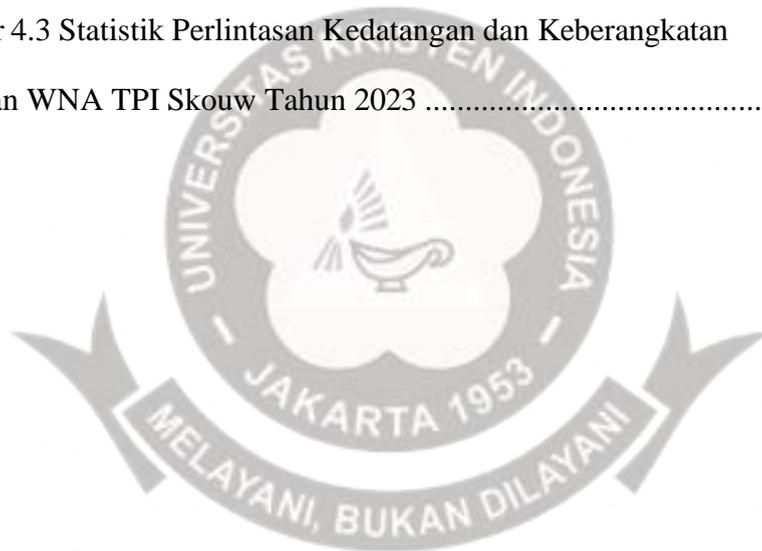 r 4.3 Statistik Perlintasan Kedatangan dan Keberangkatan
an WNA TPI Skouw Tahun 2023 ..........................................
UNIVERSITAS KRISTEN INDONESIA
JAKARTA 1953
MELAYANI, BUKAN DILAYANI